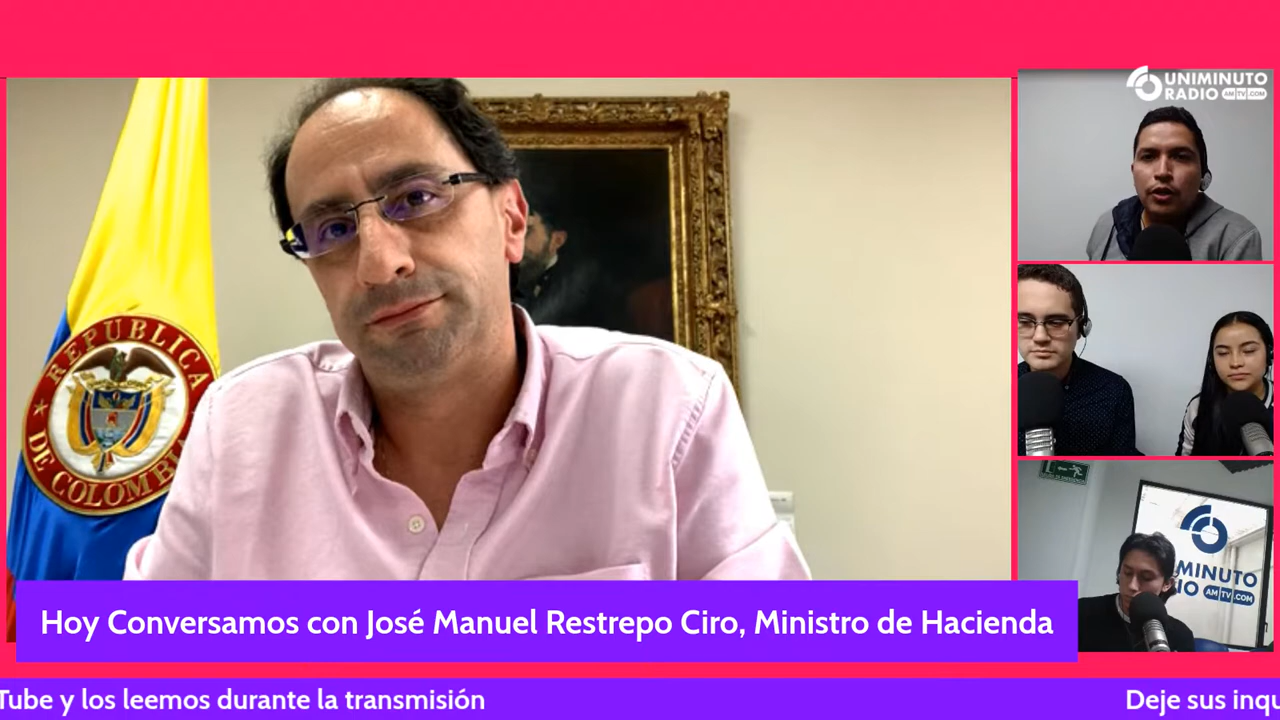 UNIMINUTO
RADIO AM TV .COM
REPÚBLICA
DE COLOMBIA
UNIMINUTO
RADIO AM TV .COM
Hoy Conversamos con José Manuel Restrepo Ciro, Ministro de Hacienda
Tube y los leemos durante la transmisión
Deje sus inqu